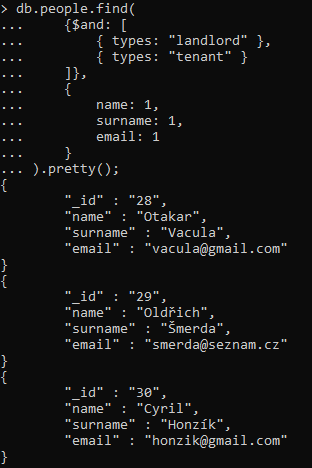 > db.people.find(
...     {$and: [
...         { types: "landlord" },
...         { types: "tenant" }
...     ]},
...     {
...         name: 1,
...         surname: 1,
...         email: 1
...     }
... ).pretty();
{
        "_id" : "28",
        "name" : "Otakar",
        "surname" : "Vacula",
        "email" : "vacula@gmail.com"
}
{
        "_id" : "29",
        "name" : "Oldřich",
        "surname" : "Šmerda",
        "email" : "smerda@seznam.cz"
}
{
        "_id" : "30",
        "name" : "Cyril",
        "surname" : "Honzík",
        "email" : "honzik@gmail.com"
}